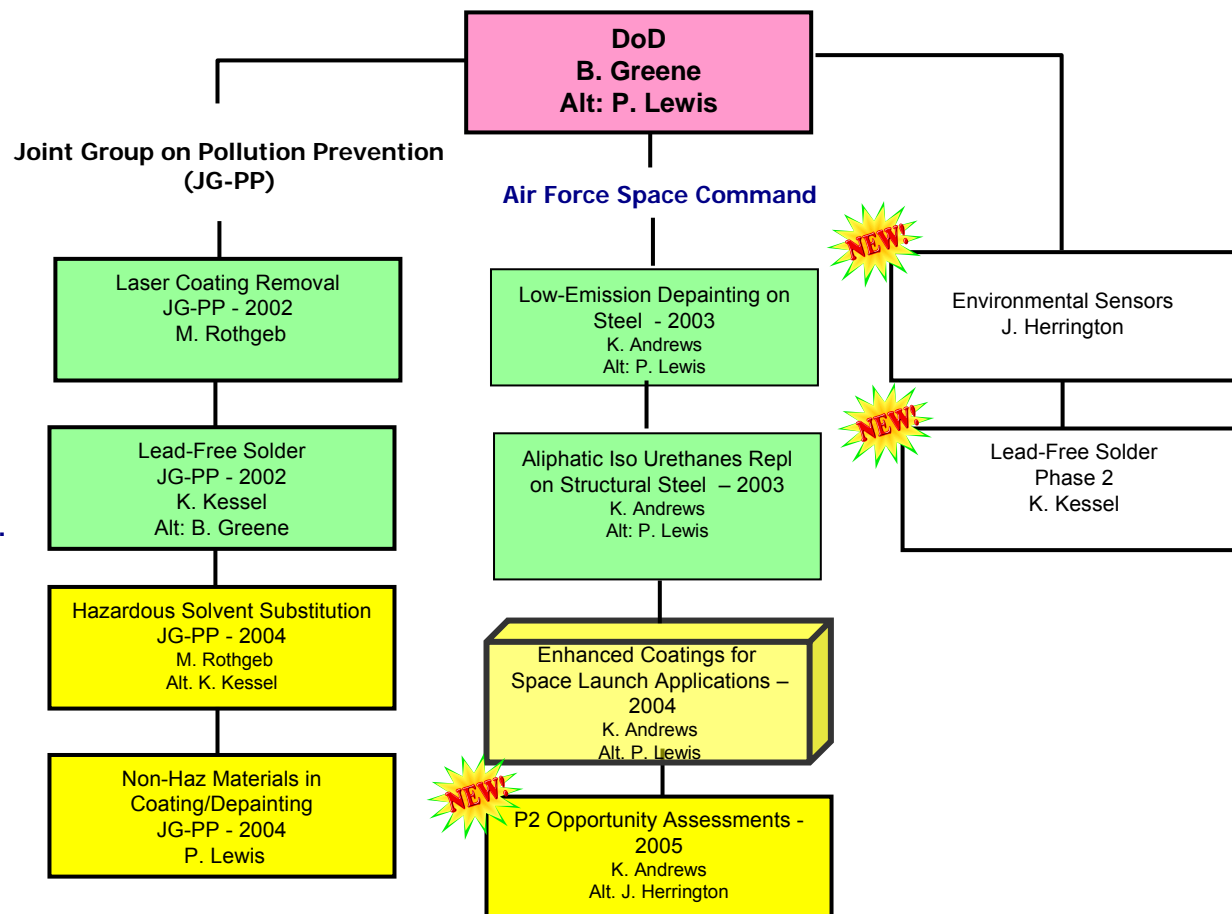 DoD
B. Greene
Alt: P. Lewis
Joint Group on Pollution Prevention
(JG-PP)
Laser Coating Removal
JG-PP - 2002
M. Rothgeb
Lead-Free Solder
JG-PP - 2002
K. Kessel
Alt: B. Greene
Hazardous Solvent Substitution
JG-PP - 2004
M. Rothgeb
Alt. K. Kessel
Non-Haz Materials in
Coating/Depainting
JG-PP - 2004
P. Lewis
Air Force Space Command
Low-Emission Depainting on
Steel - 2003
K. Andrews
Alt: P. Lewis
Aliphatic Iso Urethanes Repl
on Structural Steel – 2003
K. Andrews
Alt: P. Lewis
Enhanced Coatings for
Space Launch Applications –
2004
K. Andrews
Alt. P. Lewis
NEW!
P2 Opportunity Assessments -
2005
K. Andrews
Alt. J. Herrington
NEW!
Environmental Sensors
J. Herrington
NEW!
Lead-Free Solder
Phase 2
K. Kessel